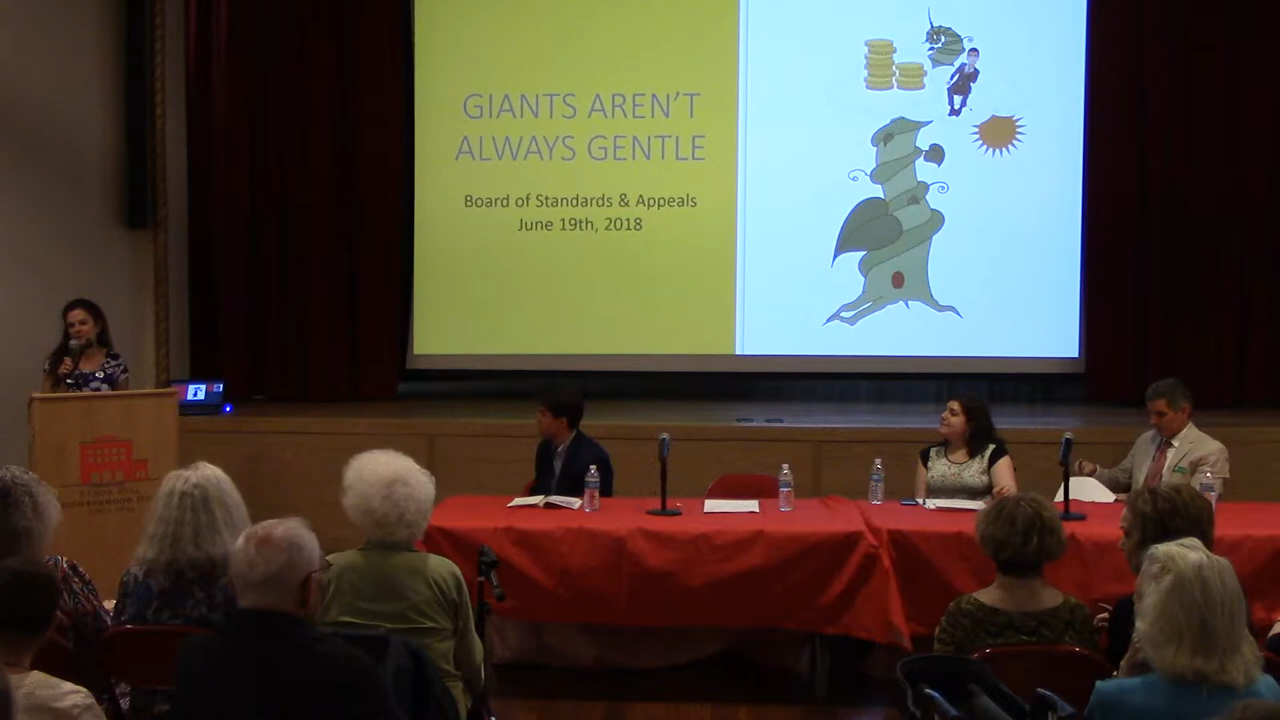 GIANTS AREN'T
ALWAYS GENTLE
Board of Standards & Appeals
June 19th, 2018